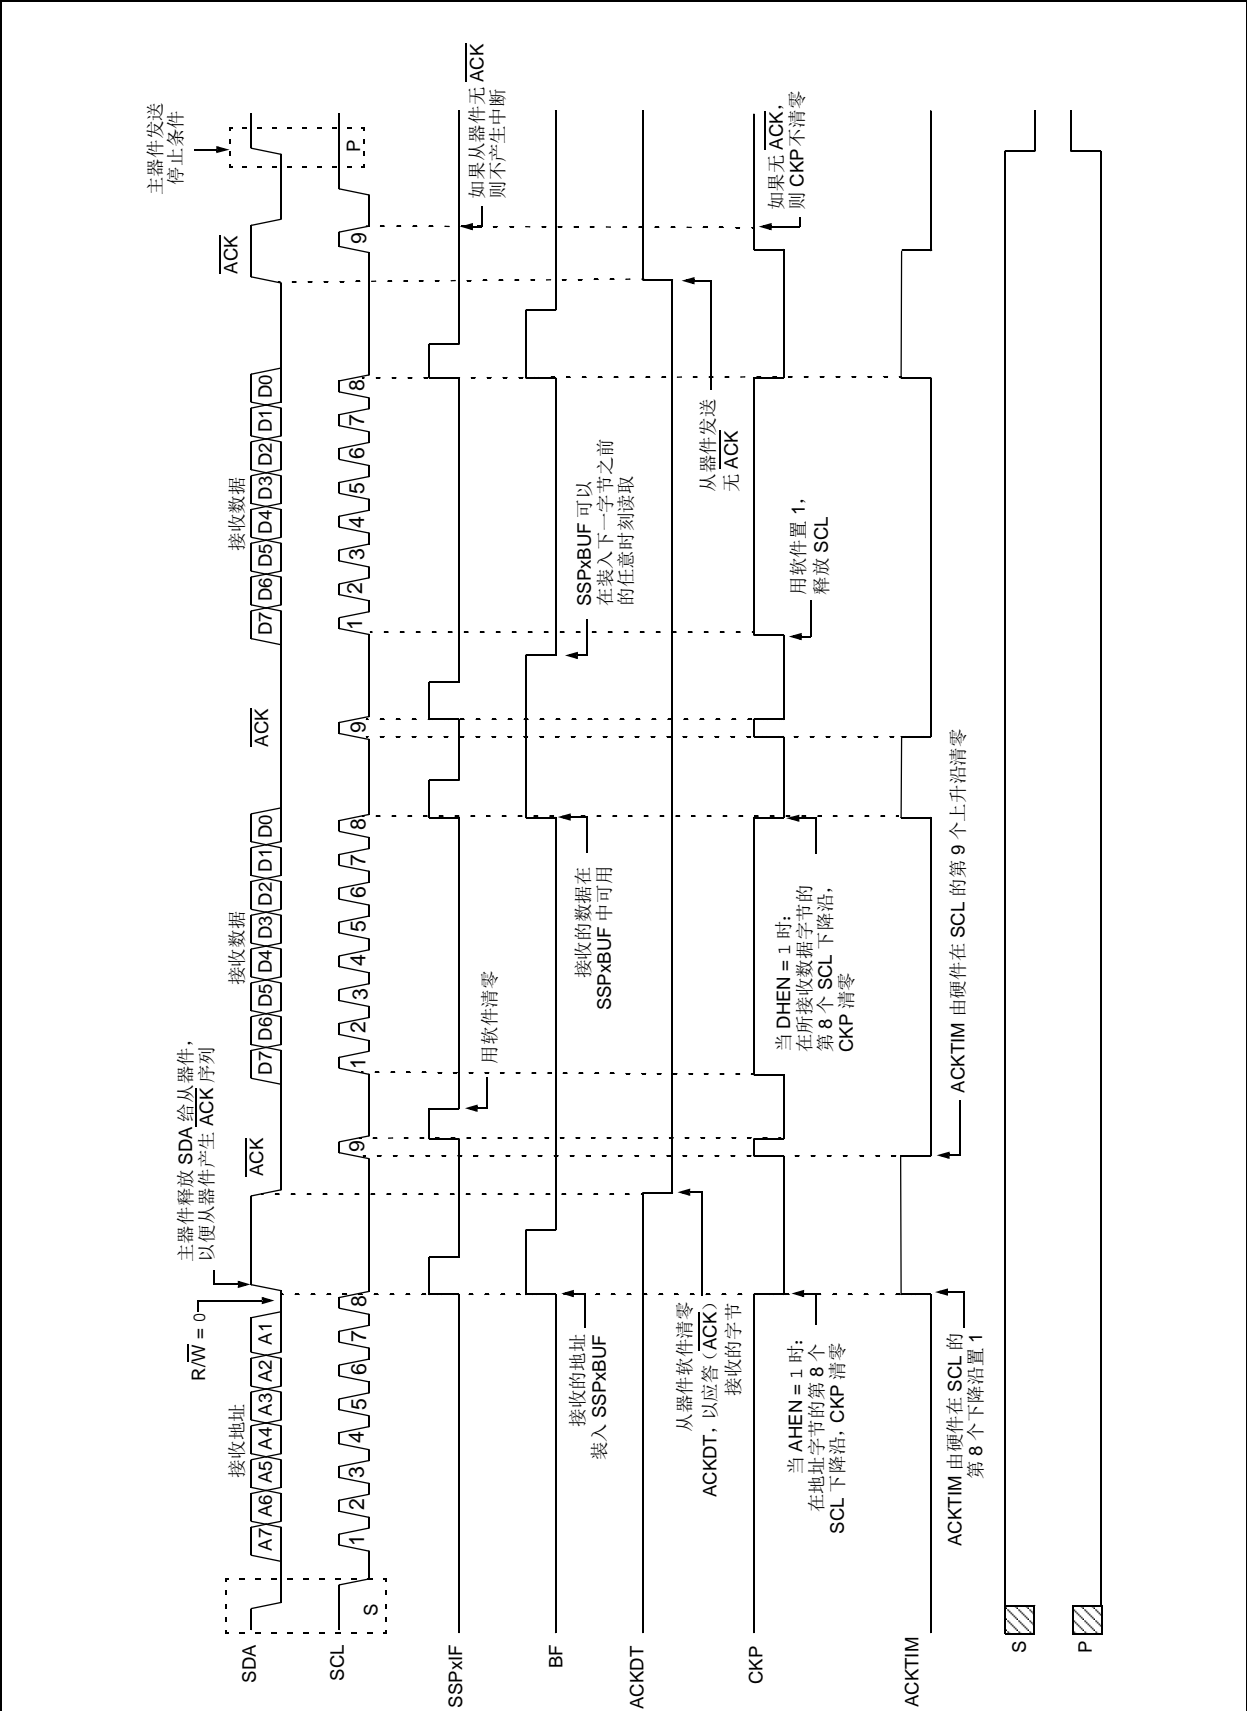 主器件释放 SDA 给从器件，
以便从器件产生 ACK 序列
主器件发送
停止条件
R/W = 0
接收地址
ACK
接收数据
ACK
接收数据
ACK
SDA
A7 A6 A5 A4 A3 A2 A1
D7 D6 D5 D4 D3 D2 D1 D0
D7 D6 D5 D4 D3 D2 D1 D0
SCL
S
1 2 3 4 5 6 7 8 9
1 2 3 4 5 6 7 8 9
1 2 3 4 5 6 7 8 9
P
SSPxIF
用软件清零
如果从器件无 ACK
则不产生中断
BF
接收的地址
装入 SSPxBUF
接收的数据在
SSPxBUF 中可用
SSPxBUF 可以
在装入下一字节之前
的任意时刻读取
ACKDT
从器件软件清零
ACKDT，以应答（ACK）
接收的字节
从器件发送
无 ACK
CKP
当 AHEN = 1 时：
在地址字节的第 8 个
SCL 下降沿，CKP 清零
当 DHEN = 1 时：
在所接收数据字节的
第 8 个 SCL 下降沿，
CKP 清零
用软件置 1，
释放 SCL
如果无 ACK，
则 CKP 不清零
ACKTIM
ACKTIM 由硬件在 SCL 的
第 8 个下降沿置 1
ACKTIM 由硬件在 SCL 的第 9 个上升沿清零
S
P